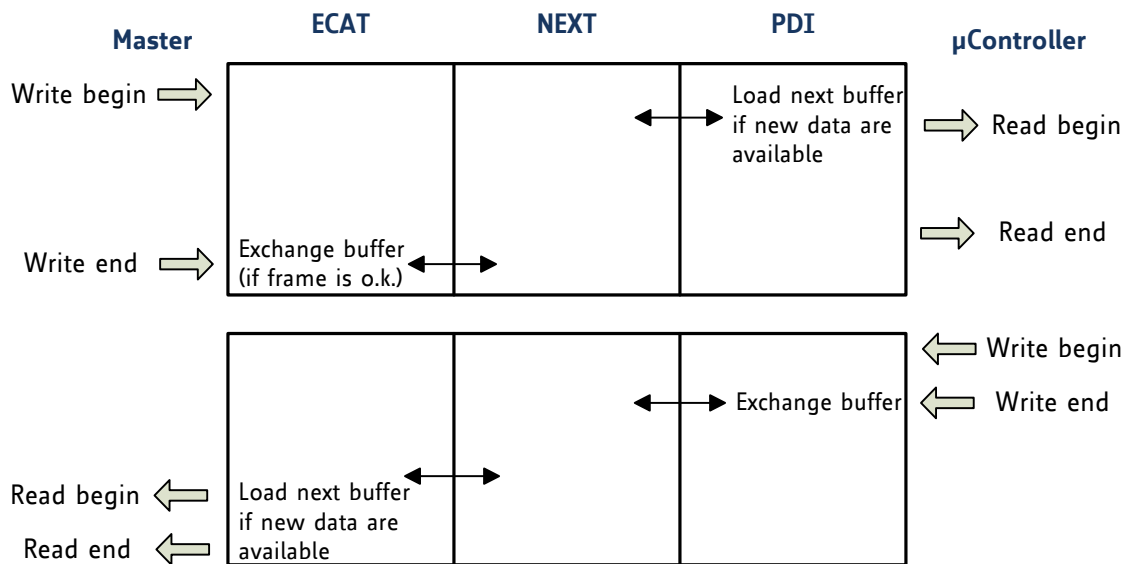 ECAT NEXT PDI
Master µController
Write begin
Load next buffer
if new data are
available
Read begin
Read end
Write end
Exchange buffer
(if frame is o.k.)
Write begin
Exchange buffer
Write end
Read begin
Load next buffer
if new data are
available
Read end